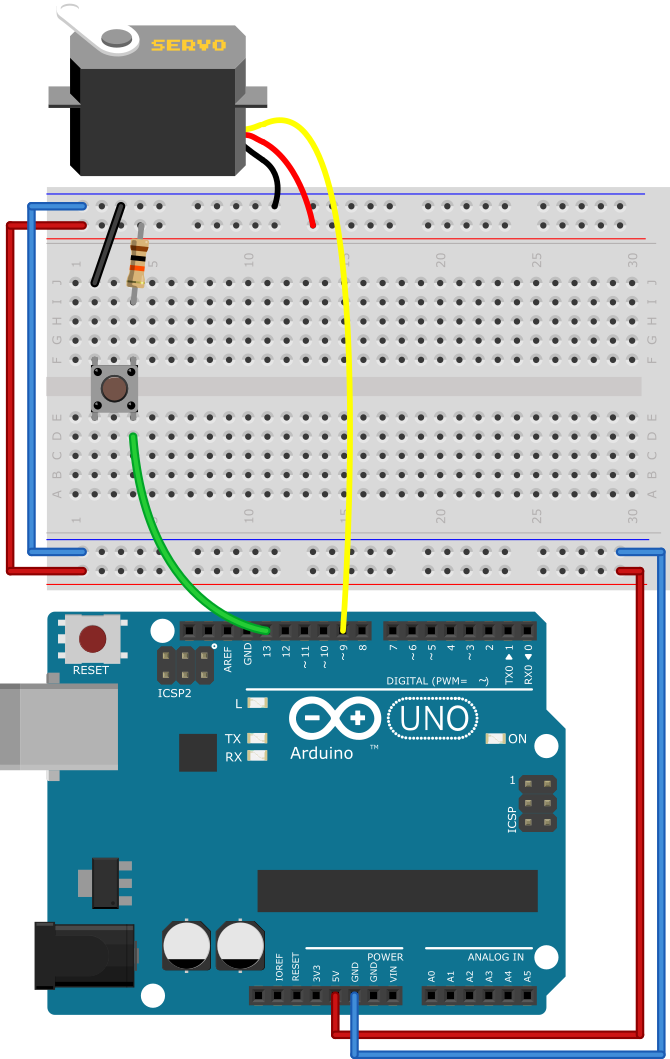 SERVO
1 5 10 15 20 25 30
J J
I I
H H
G G
F F
E E
D D
C C
B B
A A
1 5 10 15 20 25 30
RESET
ICSP2
AREF
GND
13
12
~11
~10
~9
8
7
~6
~5
4
~3
2
TX0 ▶ 1
RX0 ◀ 0
DIGITAL (PWM= ~)
L
TX
RX
Arduino ™
UNO
ON
1
ICSP
POWER
ANALOG IN
IOREF
RESET
3V3
5V
GND
GND
VIN
A0
A1
A2
A3
A4
A5